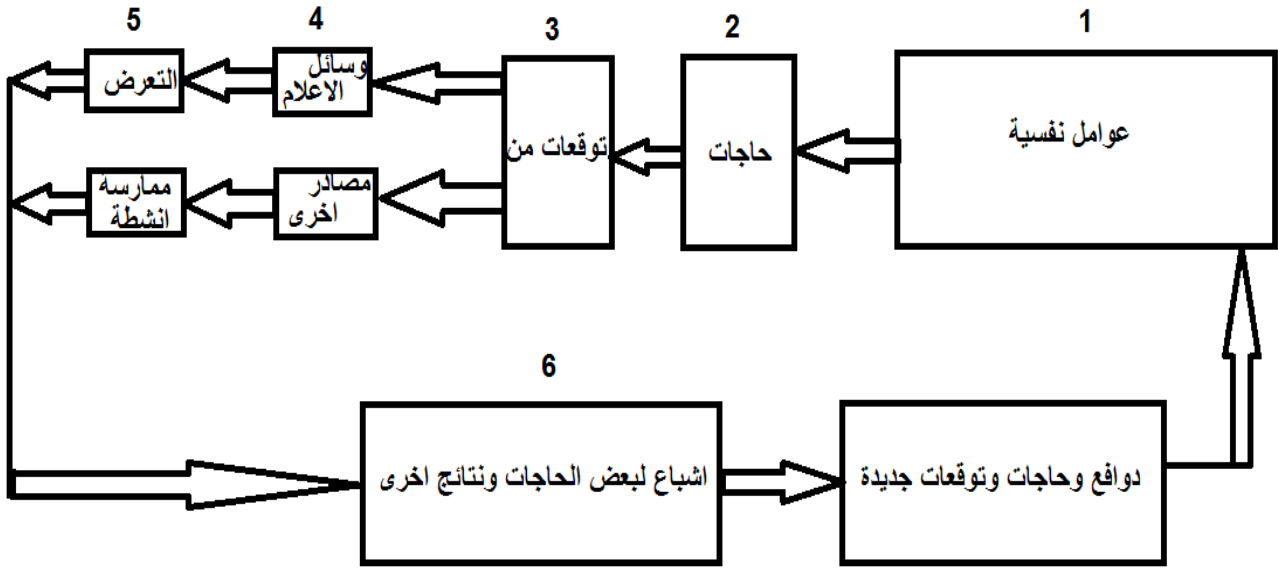 1
2
3
4
5
عوامل نفسية
حاجات
توقعات من
وسائل
الاعلام
التعرض
مصادر
اخرى
ممارسة
انشطة
6
اشباع لبعض الحاجات ونتائج اخرى
دوافع وحاجات وتوقعات جديدة